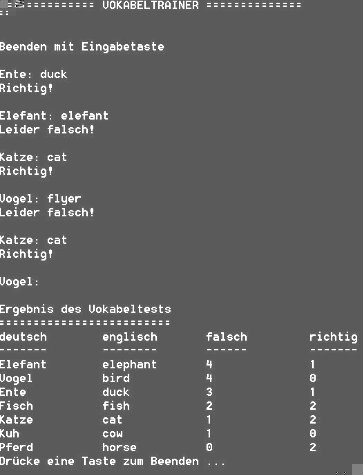 ============== VOKABELTRAINER ==============
Beenden mit Eingabetaste
Ente: duck
Richtig!
Elefant: elefant
Leider falsch!
Katze: cat
Richtig!
Vogel: flyer
Leider falsch!
Katze: cat
Richtig!
Vogel:
Ergebnis des Vokabeltests
=========================
deutsch englisch falsch richtig
------- -------- ------ -------
Elefant elephant 4 1
Vogel bird 4 0
Ente duck 3 1
Fisch fish 2 2
Katze cat 1 2
Kuh cow 1 0
Pferd horse 0 2
Drücke eine Taste zum Beenden ...